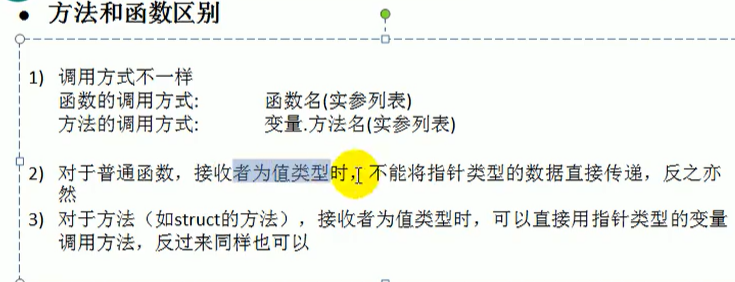 ● 方法和函数区别
1) 调用方式不一样
函数的调用方式: 函数名(实参列表)
方法的调用方式: 变量.方法名(实参列表)
2) 对于普通函数，接收者为值类型时，不能将指针类型的数据直接传递，反之亦
然
3) 对于方法（如struct的方法），接收者为值类型时，可以直接用指针类型的变量
调用方法，反过来同样也可以